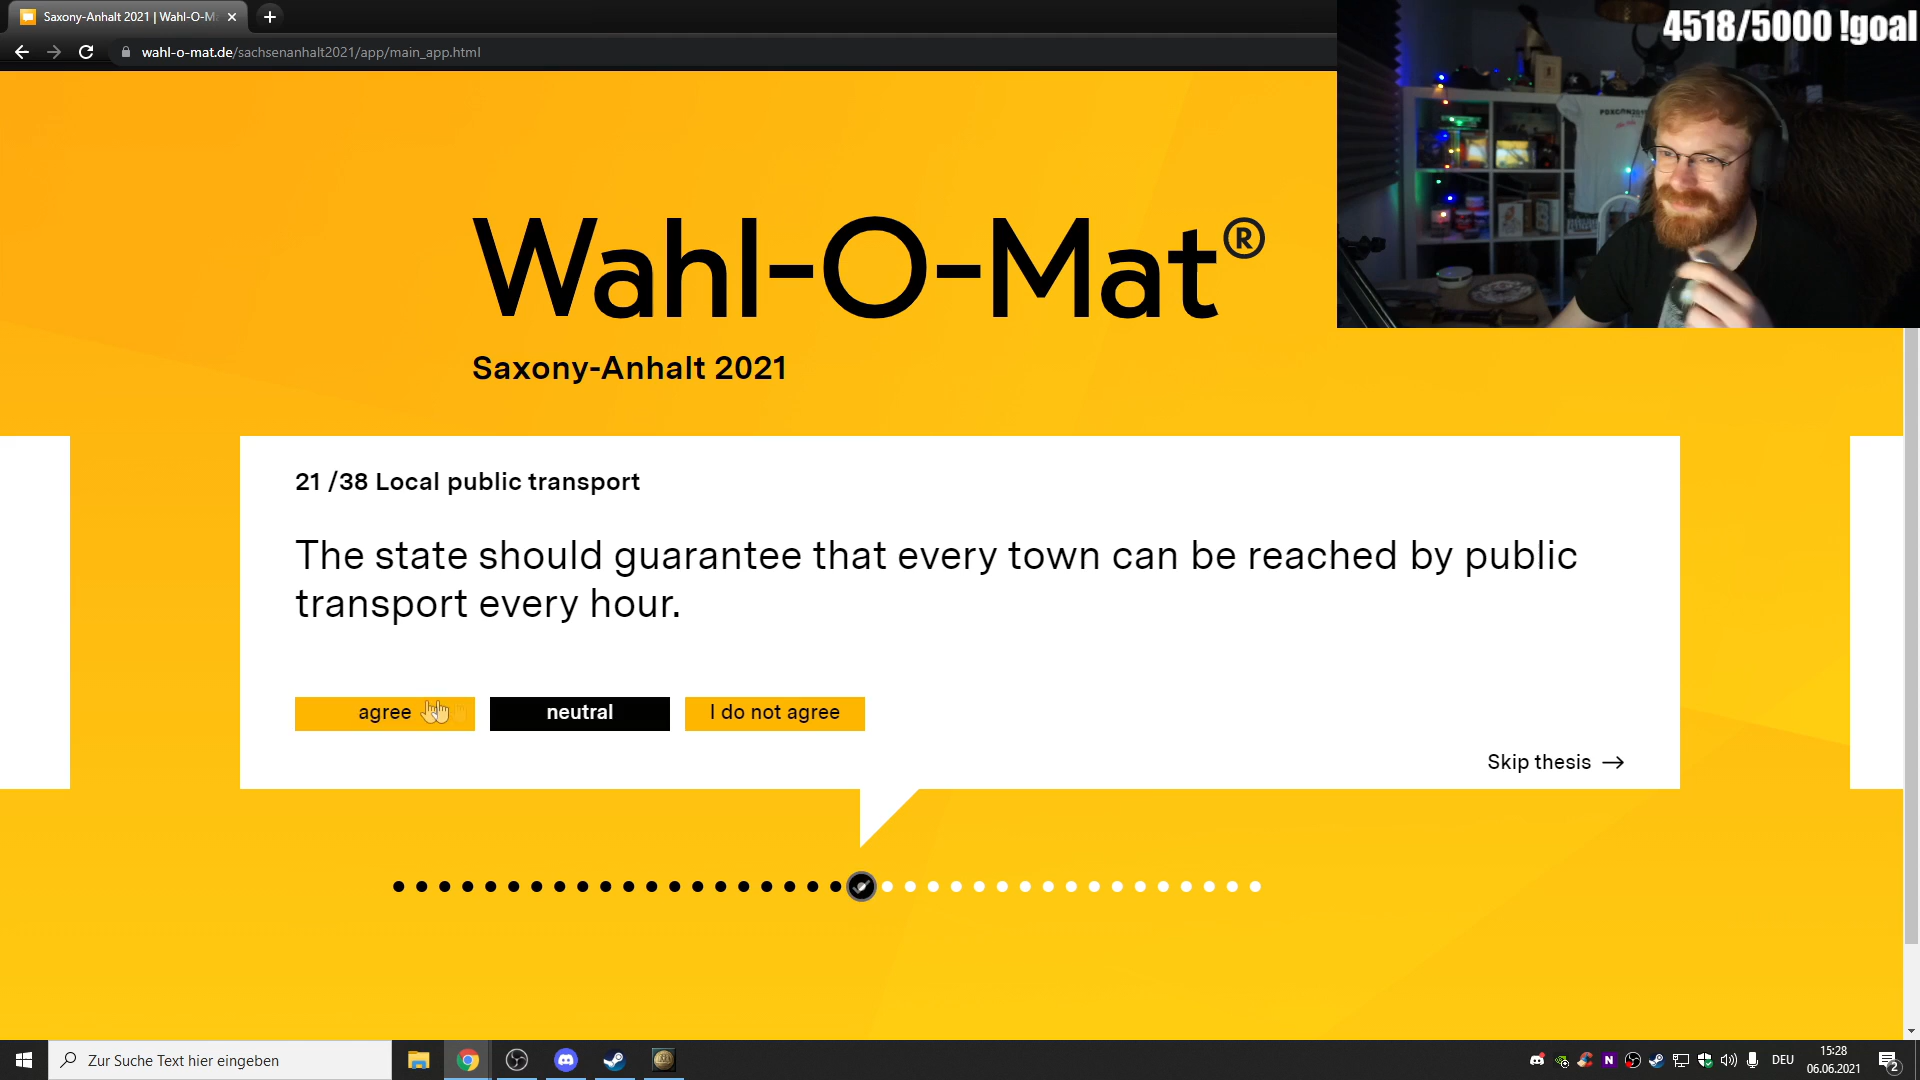 Saxony-Anhalt 2021 | Wahl-O-M
4518/5000 !goal
wahl-o-mat.de/sachsenanhalt2021/app/main_app.html
Wahl-O-Mat®
Saxony-Anhalt 2021
21 /38 Local public transport
The state should guarantee that every town can be reached by public
transport every hour.
agree
neutral
I do not agree
Skip thesis →
Zur Suche Text hier eingeben
DEU
15:28
06.06.2021
2